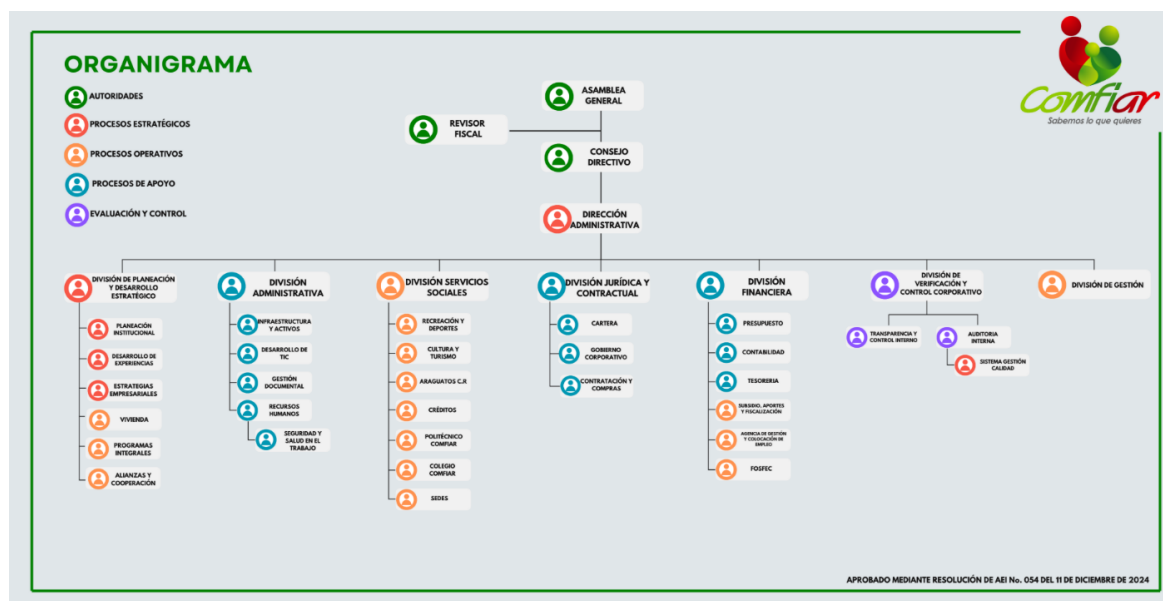 ORGANIGRAMA
AUTORIDADES
PROCESOS ESTRATÉGICOS
PROCESOS OPERATIVOS
PROCESOS DE APOYO
EVALUACIÓN Y CONTROL
Comfiar
Sabemos lo que quieres
ASAMBLEA
GENERAL
REVISOR
FISCAL
CONSEJO
DIRECTIVO
DIRECCIÓN
ADMINISTRATIVA
DIVISIÓN DE PLANEACIÓN
Y DESARROLLO
ESTRATÉGICO
PLANEACIÓN
INSTITUCIONAL
DESARROLLO DE
EXPERIENCIAS
ESTRATEGIAS
EMPRESARIALES
VIVIENDA
PROGRAMAS
INTEGRALES
ALIANZAS Y
COOPERACIÓN
DIVISIÓN
ADMINISTRATIVA
INFRAESTRUCTURA
Y ACTIVOS
DESARROLLO DE
TIC
GESTIÓN
DOCUMENTAL
RECURSOS
HUMANOS
SEGURIDAD Y
SALUD EN EL
TRABAJO
DIVISIÓN SERVICIOS
SOCIALES
RECREACIÓN Y
DEPORTES
CULTURA Y
TURISMO
ARAGUATOS C.R
CRÉDITOS
POLITÉCNICO
COMFIAR
COLEGIO
COMFIAR
SEDES
DIVISIÓN JURÍDICA Y
CONTRACTUAL
CARTERA
GOBIERNO
CORPORATIVO
CONTRATACIÓN Y
COMPRAS
DIVISIÓN
FINANCIERA
PRESUPUESTO
CONTABILIDAD
TESORERIA
SUBSIDIO, APORTES
Y FISCALIZACIÓN
AGENCIA DE GESTIÓN
Y COLOCACIÓN DE
EMPLEO
FOSFEC
DIVISIÓN DE
VERIFICACIÓN Y
CONTROL CORPORATIVO
TRANSPARENCIA Y
CONTROL INTERNO
AUDITORIA
INTERNA
SISTEMA GESTIÓN
CALIDAD
DIVISIÓN DE GESTIÓN
APROBADO MEDIANTE RESOLUCIÓN DE AEI No. 054 DEL 11 DE DICIEMBRE DE 2024